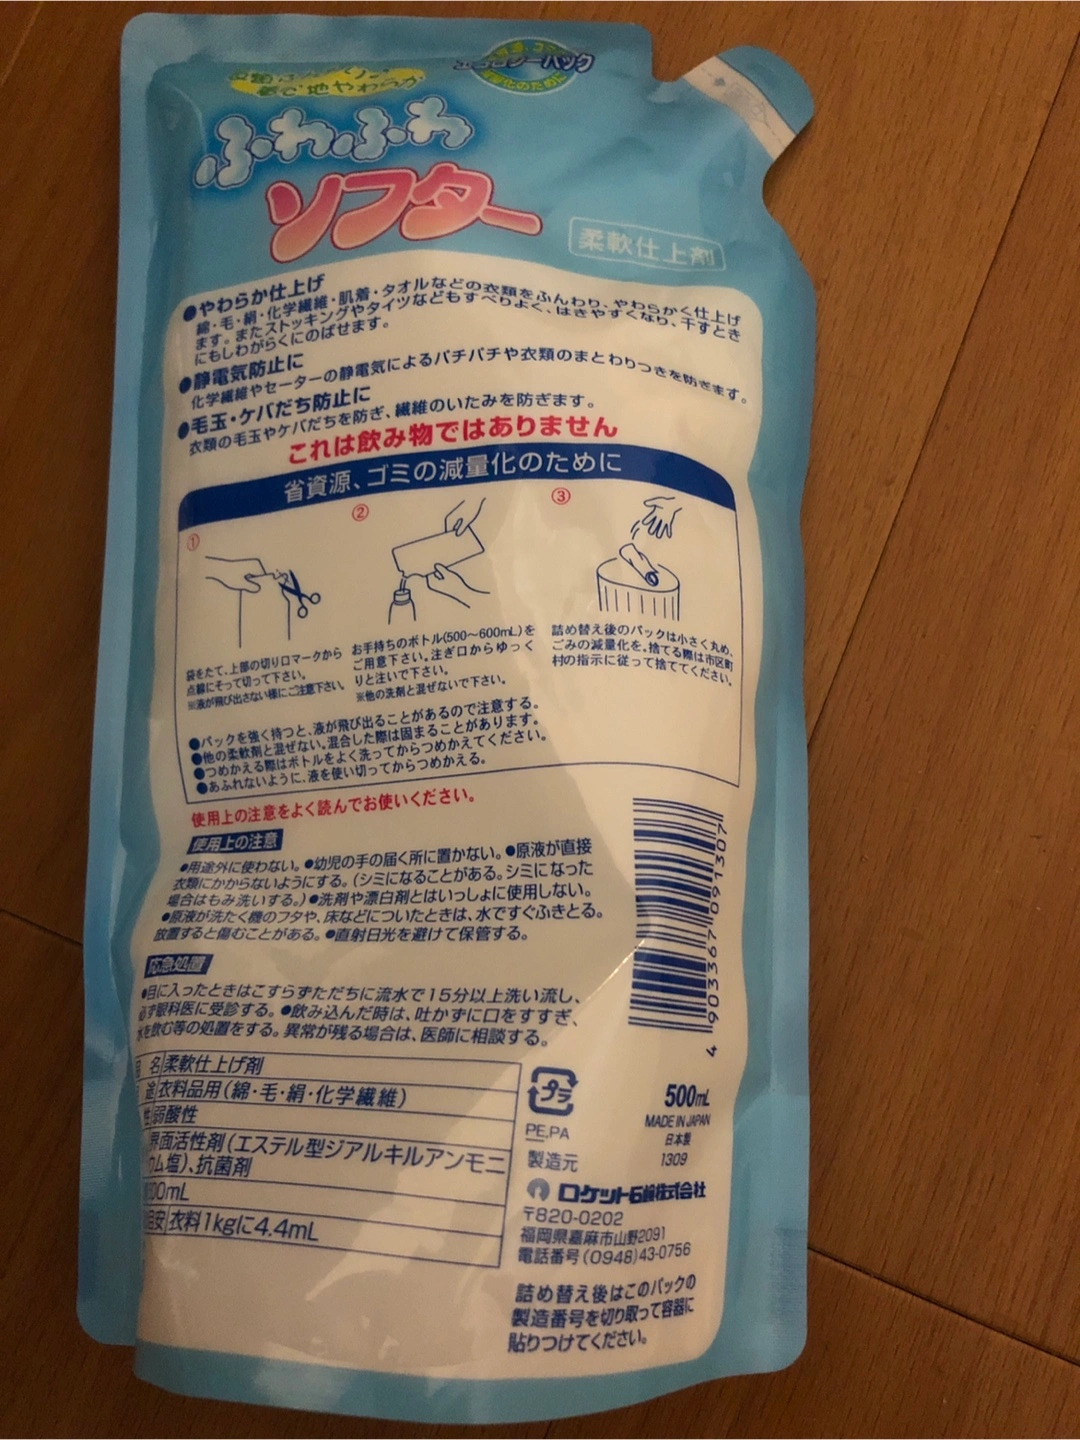 で地やわらか
エコロジーパック
ふわふわ
ソフター
柔軟仕上剤
●やわらか仕上げ
綿・毛・絹・化学繊維・肌着・タオルなどの衣類をふんわり、やわらかく仕上げ
ます。またストッキングやタイツなどもすべりよく、はきやすくなり、干すとき
にもしわがらくにのばせます。
●静電気防止に
化学繊維やセーターの静電気によるパチパチや衣類のまとわりつきを防ぎます。
●毛玉・ケバだち防止に
衣類の毛玉やケバだちを防ぎ、繊維のいたみを防ぎます。
これは飲み物ではありません
省資源、ゴミの減量化のために
①
袋をたて、上部の切り口マークから
点線にそって切って下さい。
※液が飛び出さない様にご注意下さい。
②
お手持ちのボトル(500〜600mL)を
ご用意下さい。注ぎ口からゆっく
りと注いで下さい。
※他の洗剤と混ぜないで下さい。
③
詰め替え後のパックは小さく丸め、
ごみの減量化を。捨てる際は市区町
村の指示に従って捨ててください。
●パックを強く持つと、液が飛び出ることがあるので注意する。
●他の柔軟剤と混ぜない。混合した際は固まることがあります。
●つめかえる際はボトルをよく洗ってからつめかえてください。
●あふれないように、液を使い切ってからつめかえる。
使用上の注意をよく読んでお使いください。
使用上の注意
●用途外に使わない。●幼児の手の届く所に置かない。●原液が直接
衣類にかからないようにする。(シミになることがある。シミになった
場合はもみ洗いする。)●洗剤や漂白剤とはいっしょに使用しない。
●原液が洗たく機のフタや、床などについたときは、水ですぐふきとる。
放置すると傷むことがある。●直射日光を避けて保管する。
応急処置
●目に入ったときはこすらずただちに流水で15分以上洗い流し、
必ず眼科医に受診する。●飲み込んだ時は、吐かずに口をすすぎ、
水を飲む等の処置をする。異常が残る場合は、医師に相談する。
名 柔軟仕上げ剤
途 衣料品用(綿・毛・絹・化学繊維)
性 弱酸性
界面活性剤(エステル型ジアルキルアンモニ
ウム塩)、抗菌剤
00mL
目安 衣料1kgに4.4mL
4 903367 091307
プラ
PE,PA
製造元
500mL
MADE IN JAPAN
日本製
1309
ロケット石鹸株式会社
〒820-0202
福岡県嘉麻市山野2091
電話番号(0948)43-0756
詰め替え後はこのパックの
製造番号を切り取って容器に
貼りつけてください。